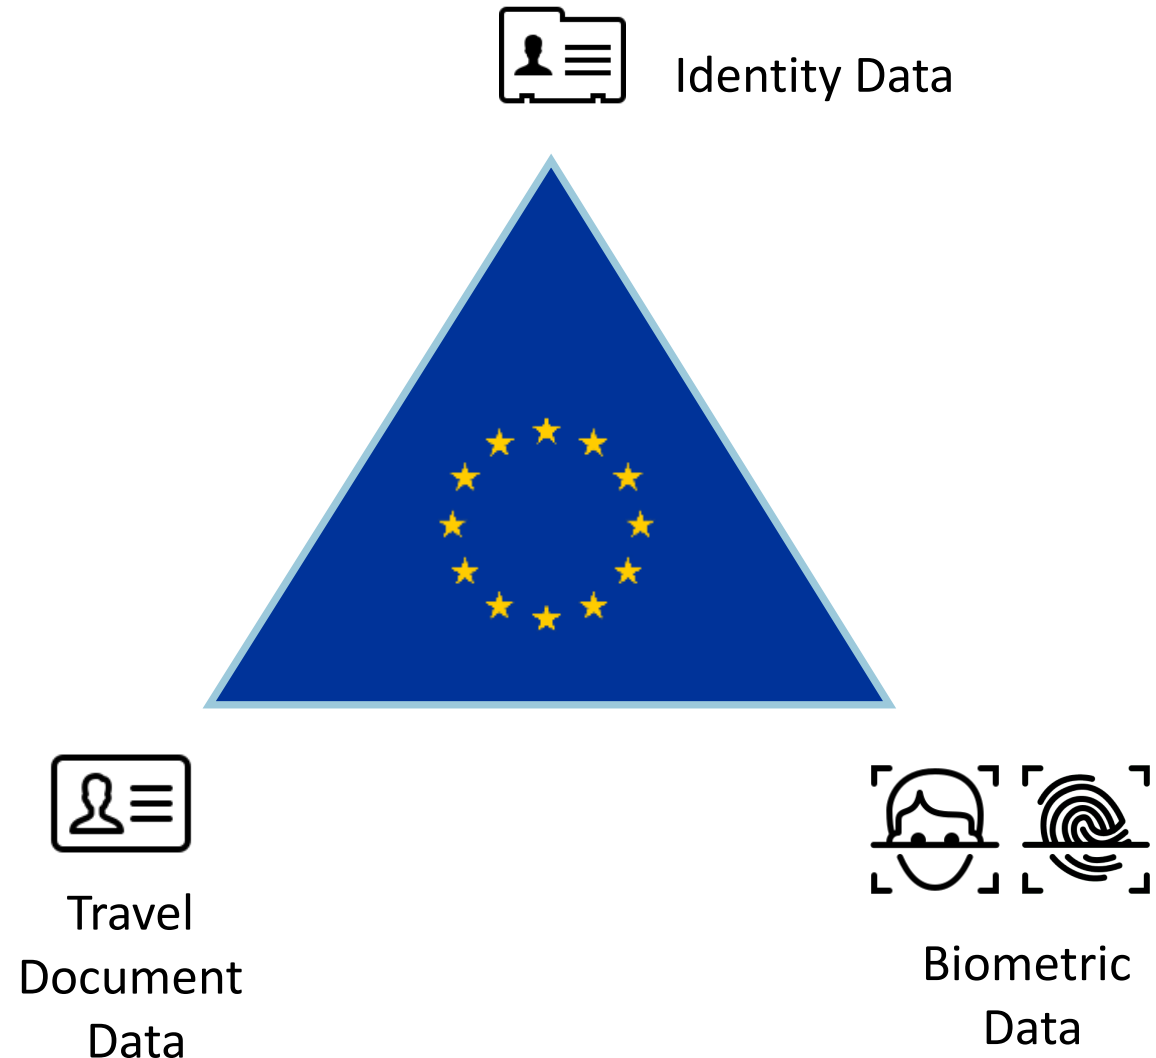 Identity Data
Travel
Document
Data
Biometric
Data